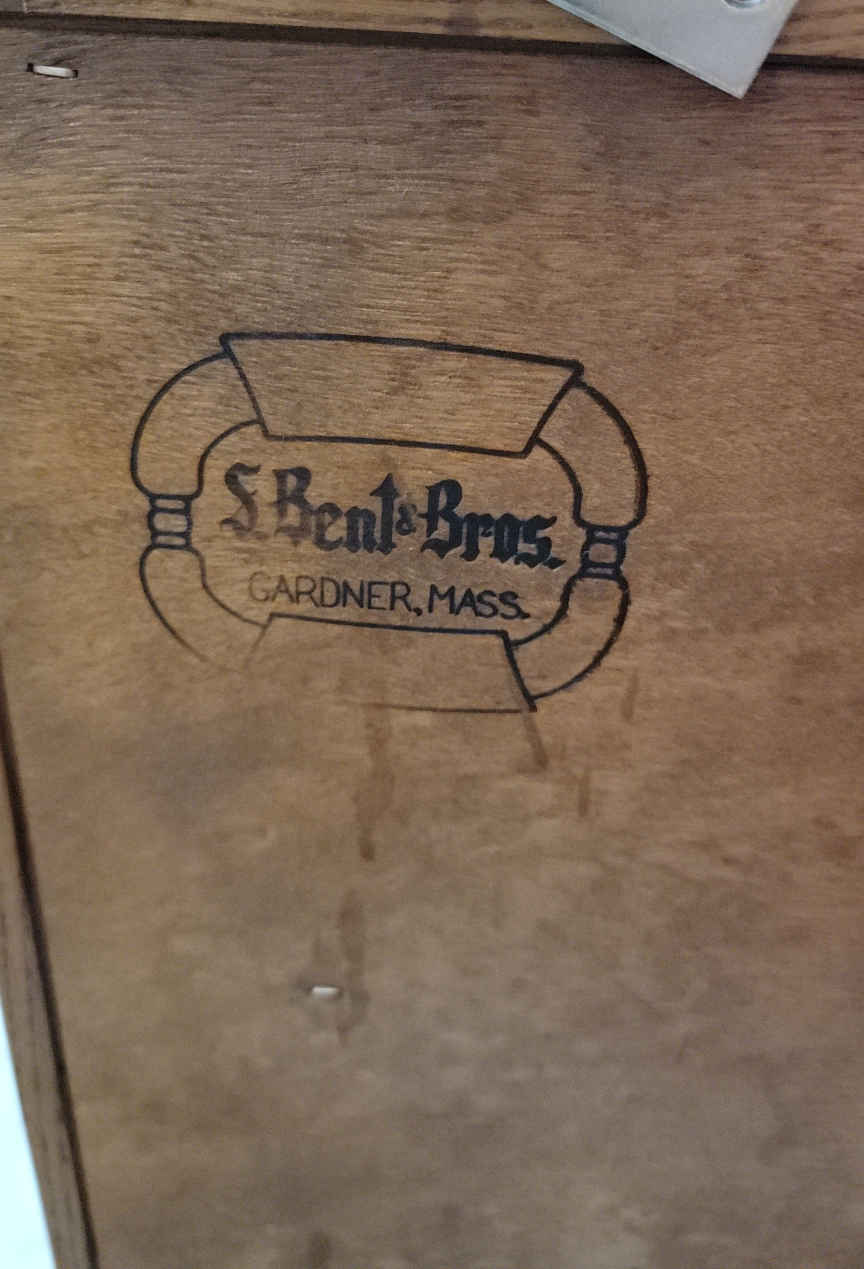 S. Bent & Bros.
GARDNER, MASS.